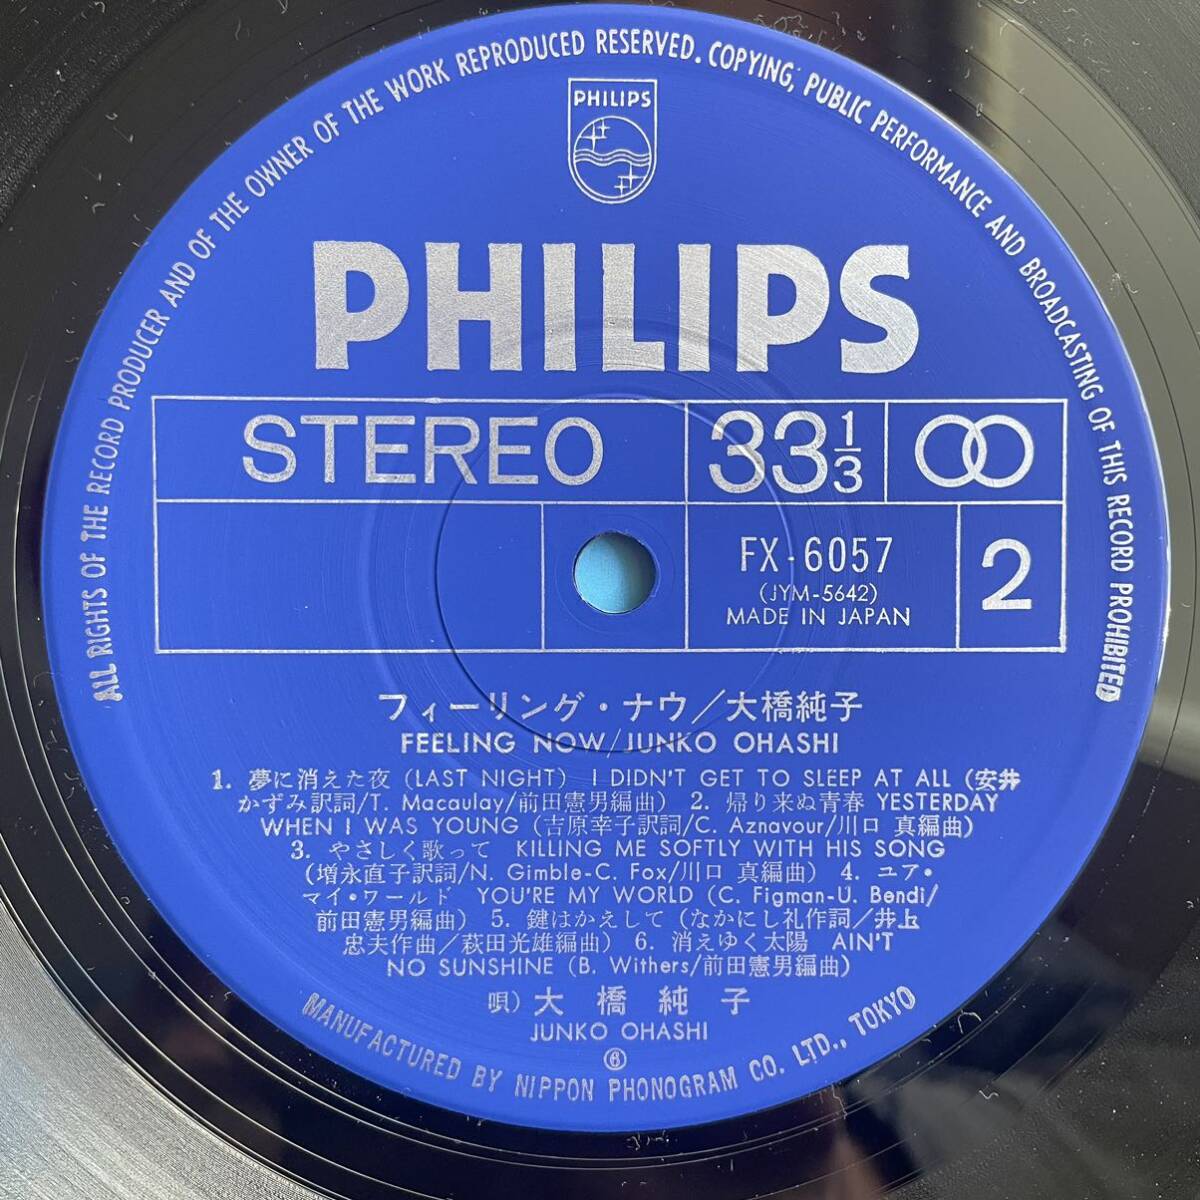 ALL RIGHTS OF THE RECORD PRODUCER AND OF THE OWNER OF THE WORK REPRODUCED RESERVED. COPYING, PUBLIC PERFORMANCE AND BROADCASTING OF THIS RECORD PROHIBITED
PHILIPS
PHILIPS
STEREO 33 1/3
FX-6057 2
(JYM-5642)
MADE IN JAPAN
フィーリング・ナウ/大橋純子
FEELING NOW/JUNKO OHASHI
1. 夢に消えた夜 (LAST NIGHT) I DIDN'T GET TO SLEEP AT ALL (安井
かずみ訳詞/T. Macaulay/前田憲男編曲) 2. 帰り来ぬ青春 YESTERDAY
WHEN I WAS YOUNG (吉原幸子訳詞/C. Aznavour/川口 真編曲)
3. やさしく歌って KILLING ME SOFTLY WITH HIS SONG
(増永直子訳詞/N. Gimble-C. Fox/川口 真編曲) 4. ユア・
マイ・ワールド YOU'RE MY WORLD (C. Figman-U. Bendi/
前田憲男編曲) 5. 鍵はかえして (なかにし礼作詞/井上
忠夫作曲/萩田光雄編曲) 6. 消えゆく太陽 AIN'T
NO SUNSHINE (B. Withers/前田憲男編曲)
唄) 大橋純子
JUNKO OHASHI
⑥
MANUFACTURED BY NIPPON PHONOGRAM CO. LTD., TOKYO